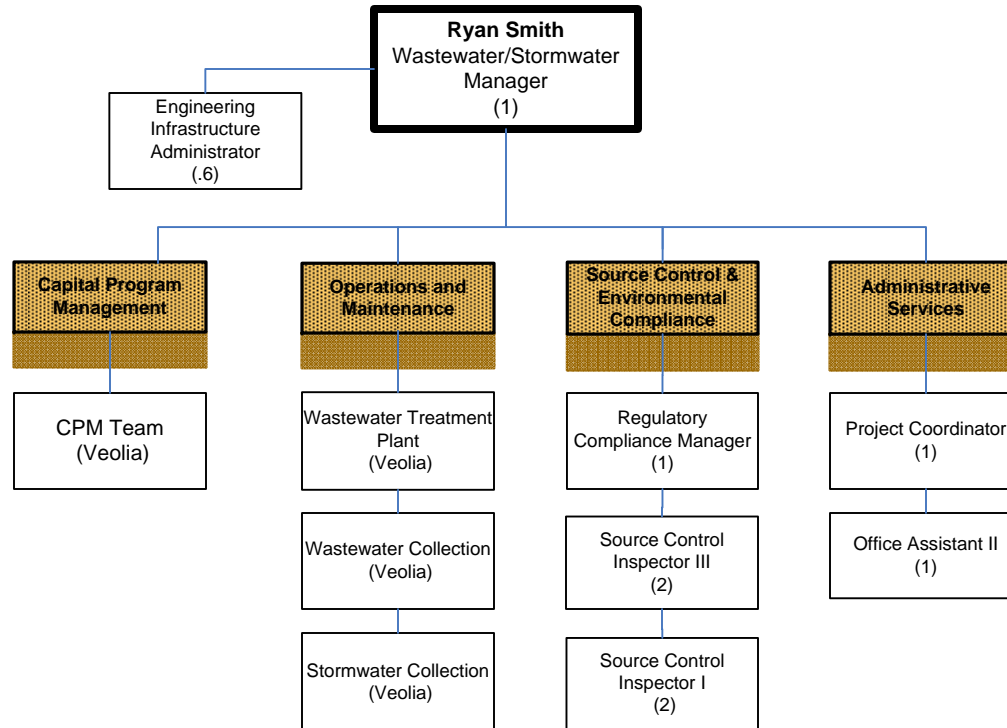 Ryan Smith
Wastewater/Stormwater
Manager
(1)
Engineering
Infrastructure
Administrator
(.6)
Capital Program
Management
Operations and
Maintenance
Source Control &
Environmental
Compliance
Administrative
Services
CPM Team
(Veolia)
Wastewater Treatment
Plant
(Veolia)
Regulatory
Compliance Manager
(1)
Project Coordinator
(1)
Wastewater Collection
(Veolia)
Source Control
Inspector III
(2)
Office Assistant II
(1)
Stormwater Collection
(Veolia)
Source Control
Inspector I
(2)